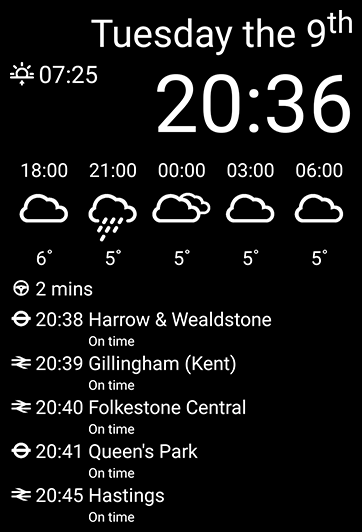 Tuesday the 9th
07:25
20:36
18:00 21:00 00:00 03:00 06:00
6° 5° 5° 5° 5°
2 mins
20:38 Harrow & Wealdstone
On time
20:39 Gillingham (Kent)
On time
20:40 Folkestone Central
On time
20:41 Queen's Park
On time
20:45 Hastings
On time